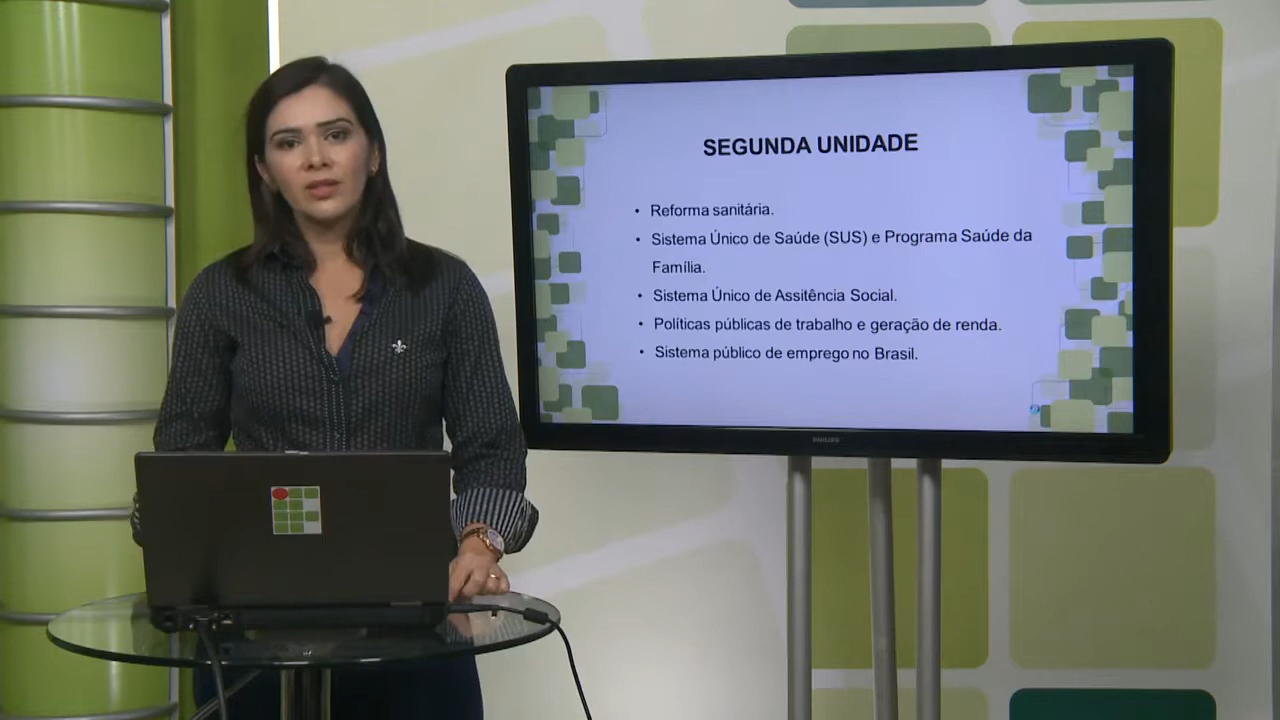 SEGUNDA UNIDADE
• Reforma sanitária.
• Sistema Único de Saúde (SUS) e Programa Saúde da
Família.
• Sistema Único de Assitência Social.
• Políticas públicas de trabalho e geração de renda.
• Sistema público de emprego no Brasil.
PHILIPS